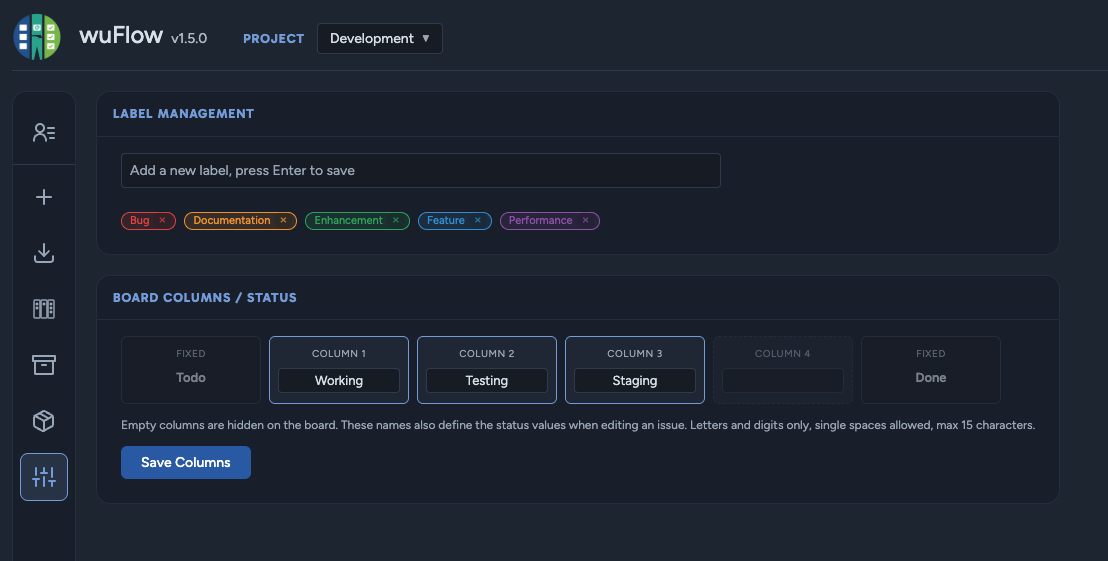 wuFlow v1.5.0 PROJECT Development ▼
LABEL MANAGEMENT
Add a new label, press Enter to save
Bug × Documentation × Enhancement × Feature × Performance ×
BOARD COLUMNS / STATUS
FIXED COLUMN 1 COLUMN 2 COLUMN 3 COLUMN 4 FIXED
Todo Working Testing Staging Done
Empty columns are hidden on the board. These names also define the status values when editing an issue. Letters and digits only, single spaces allowed, max 15 characters.
Save Columns